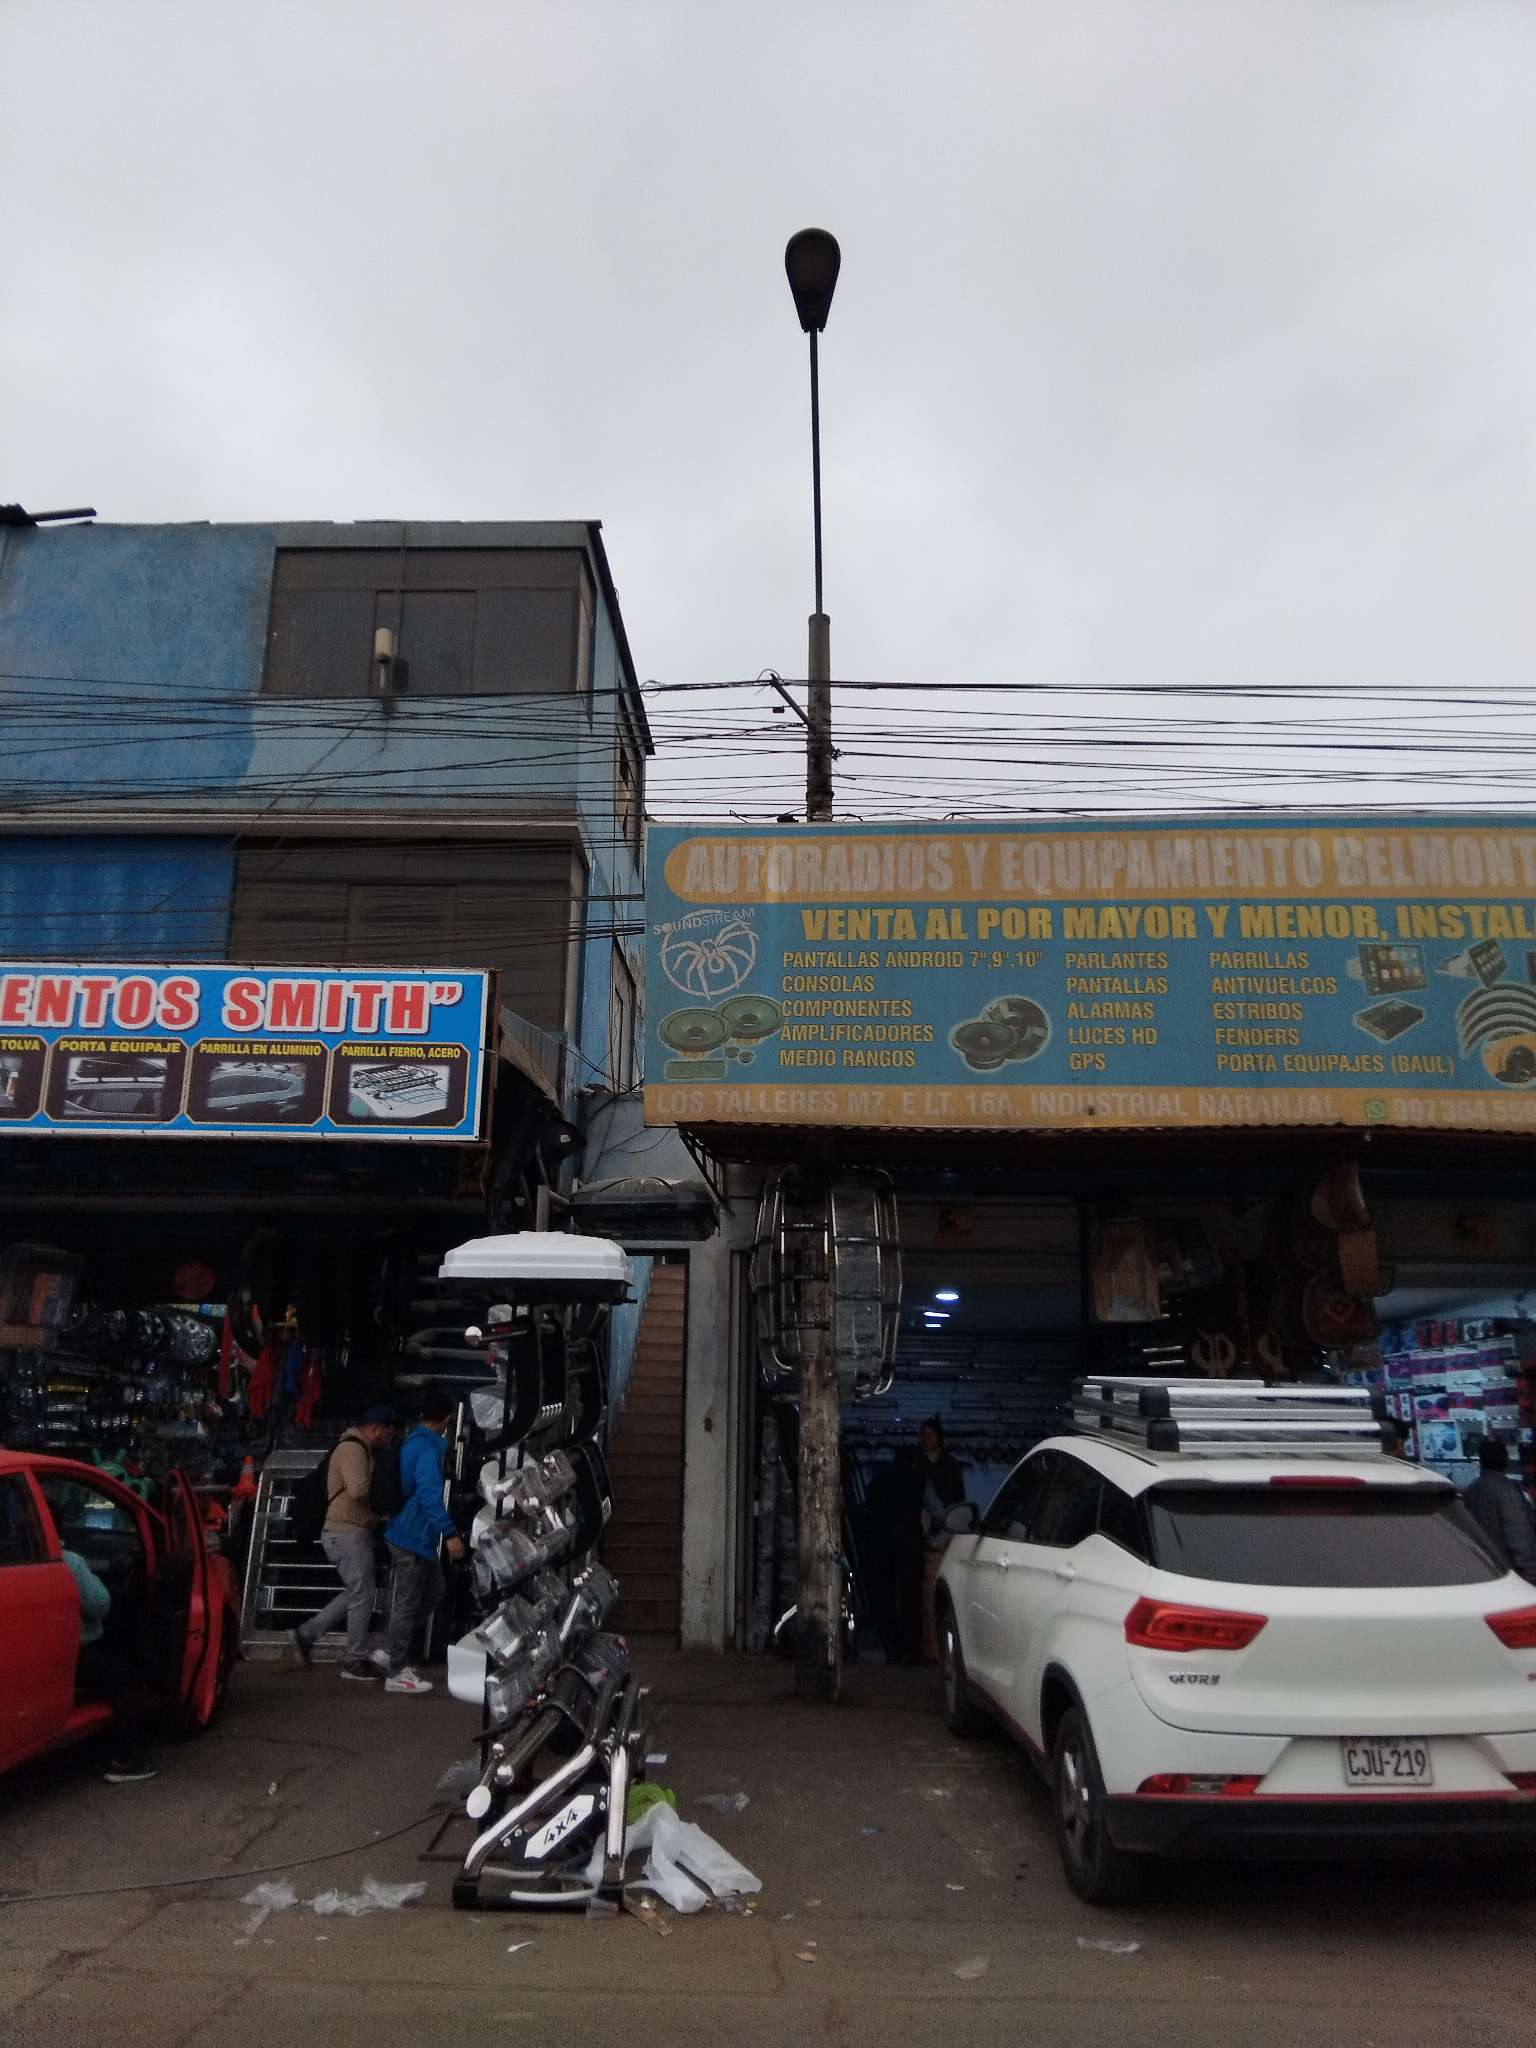 ENTOS SMITH”
TOLVA
PORTA EQUIPAJE
PARRILLA EN ALUMINIO
PARRILLA FIERRO, ACERO
AUTORADIOS Y EQUIPAMIENTO BELMONT
SOUNDSTREAM
VENTA AL POR MAYOR Y MENOR, INSTAL
PANTALLAS ANDROID 7",9",10"
CONSOLAS
COMPONENTES
AMPLIFICADORES
MEDIO RANGOS
PARLANTES
PANTALLAS
ALARMAS
LUCES HD
GPS
PARRILLAS
ANTIVUELCOS
ESTRIBOS
FENDERS
PORTA EQUIPAJES (BAUL)
LOS TALLERES MZ. E LT. 16A, INDUSTRIAL NARANJAL
4x4
GLORY
PERU
CJU-219